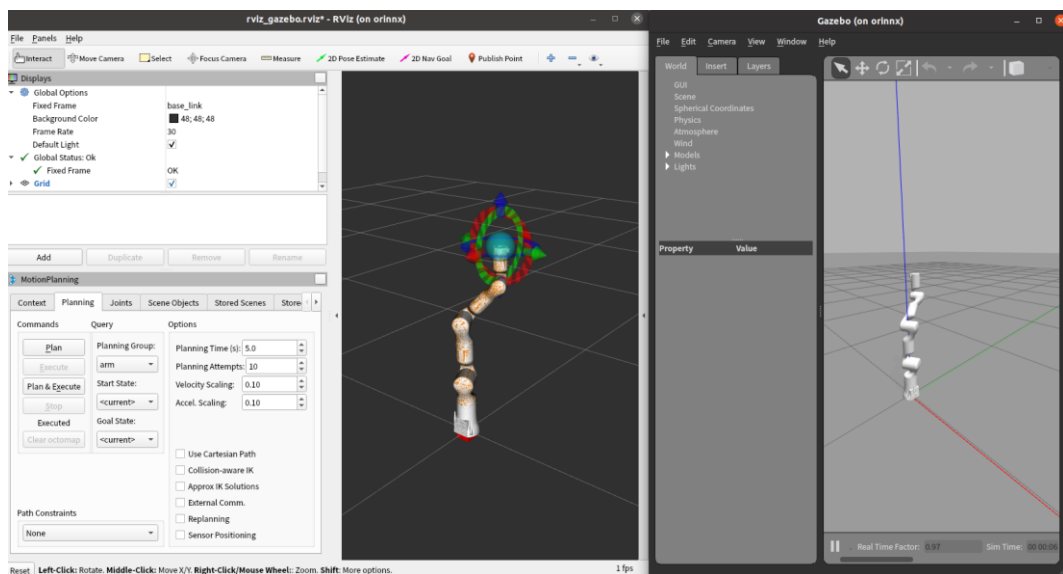 rviz_gazebo.rviz* - RViz (on orinnx)
File Panels Help
Interact Move Camera Select Focus Camera Measure 2D Pose Estimate 2D Nav Goal Publish Point
Displays
Global Options
Fixed Frame base_link
Background Color 48; 48; 48
Frame Rate 30
Default Light
Global Status: Ok
Fixed Frame OK
Grid
Add Duplicate Remove Rename
MotionPlanning
Context Planning Joints Scene Objects Stored Scenes Store
Commands Query Options
Plan Planning Group: Planning Time (s): 5.0
Execute arm Planning Attempts: 10
Plan & Execute Start State: Velocity Scaling: 0.10
Stop <current> Accel. Scaling: 0.10
Executed Goal State:
Clear octomap <current>
Use Cartesian Path
Collision-aware IK
Approx IK Solutions
External Comm.
Path Constraints Replanning
None Sensor Positioning
Reset Left-Click: Rotate. Middle-Click: Move X/Y. Right-Click/Mouse Wheel:: Zoom. Shift: More options. 1 fps
Gazebo (on orinnx)
File Edit Camera View Window Help
World Insert Layers
GUI
Scene
Spherical Coordinates
Physics
Atmosphere
Wind
Models
Lights
Property Value
Real Time Factor: 0.97 Sim Time: 00 00:06